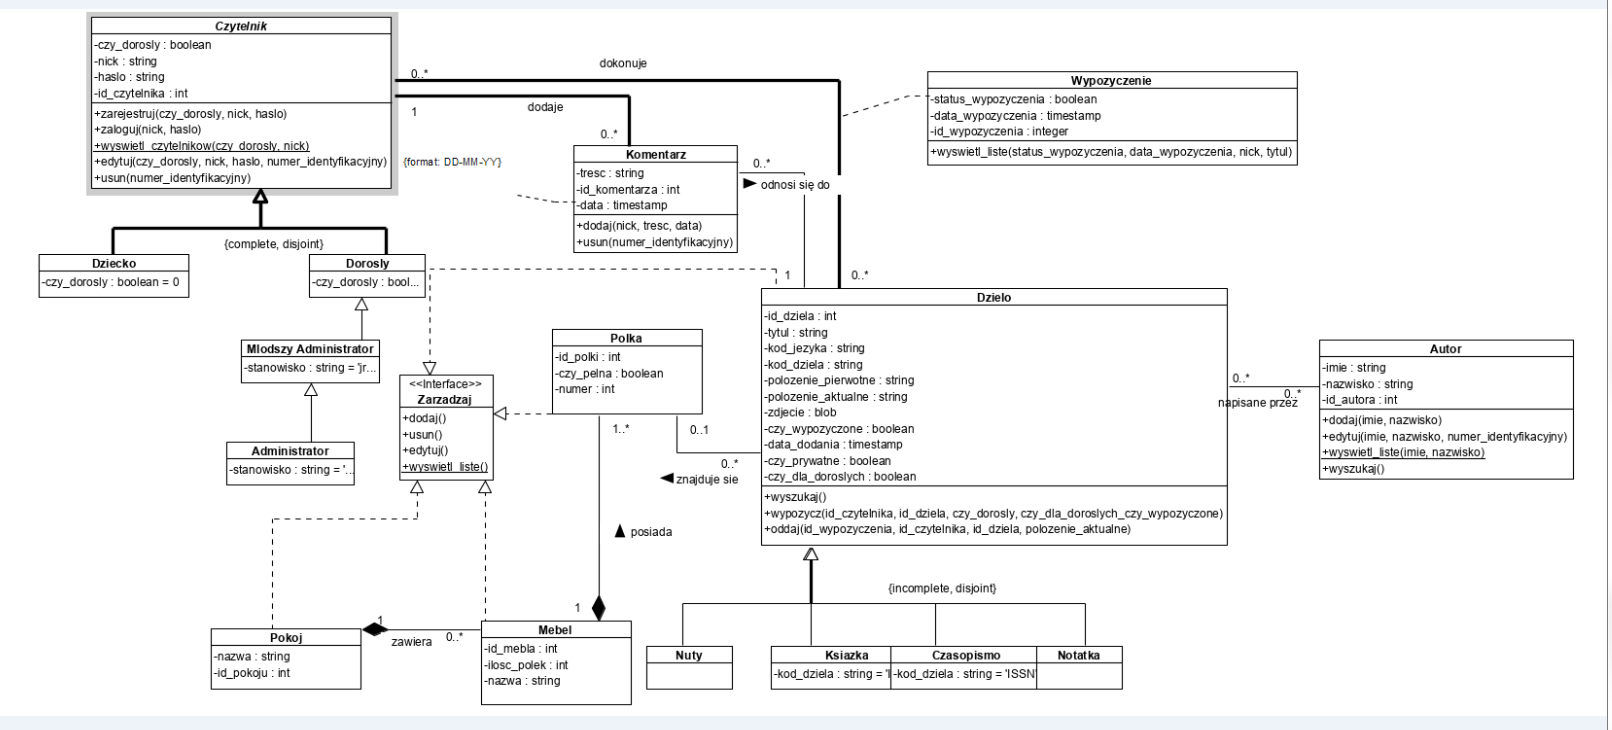 Czytelnik
-czy_dorosly : boolean
-nick : string
-haslo : string
-id_czytelnika : int
+zarejestruj(czy_dorosly, nick, haslo)
+zaloguj(nick, haslo)
+wyswietl_czytelnikow(czy_dorosly, nick)
+edytuj(czy_dorosly, nick, haslo, numer_identyfikacyjny)
+usun(numer_identyfikacyjny)
0..*
dokonuje
1
dodaje
0..*
{format: DD-MM-YY}
Wypozyczenie
-status_wypozyczenia : boolean
-data_wypozyczenia : timestamp
-id_wypozyczenia : integer
+wyswietl_liste(status_wypozyczenia, data_wypozyczenia, nick, tytul)
Komentarz
-tresc : string
-id_komentarza : int
-data : timestamp
+dodaj(nick, tresc, data)
+usun(numer_identyfikacyjny)
0..*
odnosi się do
1
0..*
{complete, disjoint}
Dziecko
-czy_dorosly : boolean = 0
Dorosly
-czy_dorosly : bool...
Mlodszy Administrator
-stanowisko : string = 'jr...
Administrator
-stanowisko : string = '...
<<Interface>>
Zarzadzaj
+dodaj()
+usun()
+edytuj()
+wyswietl_liste()
Polka
-id_polki : int
-czy_pelna : boolean
-numer : int
1..*
0..1
0..*
znajduje sie
Dzielo
-id_dziela : int
-tytul : string
-kod_jezyka : string
-kod_dziela : string
-polozenie_pierwotne : string
-polozenie_aktualne : string
-zdjecie : blob
-czy_wypozyczone : boolean
-data_dodania : timestamp
-czy_prywatne : boolean
-czy_dla_doroslych : boolean
+wyszukaj()
+wypozycz(id_czytelnika, id_dziela, czy_dorosly, czy_dla_doroslych_czy_wypozyczone)
+oddaj(id_wypozyczenia, id_czytelnika, id_dziela, polozenie_aktualne)
0..*
0..*
napisane przez
Autor
-imie : string
-nazwisko : string
-id_autora : int
+dodaj(imie, nazwisko)
+edytuj(imie, nazwisko, numer_identyfikacyjny)
+wyswietl_liste(imie, nazwisko)
+wyszukaj()
posiada
1
{incomplete, disjoint}
Pokoj
-nazwa : string
-id_pokoju : int
1
zawiera
0..*
Mebel
-id_mebla : int
-ilosc_polek : int
-nazwa : string
Nuty
Ksiazka
-kod_dziela : string = 'I
Czasopismo
-kod_dziela : string = 'ISSN'
Notatka